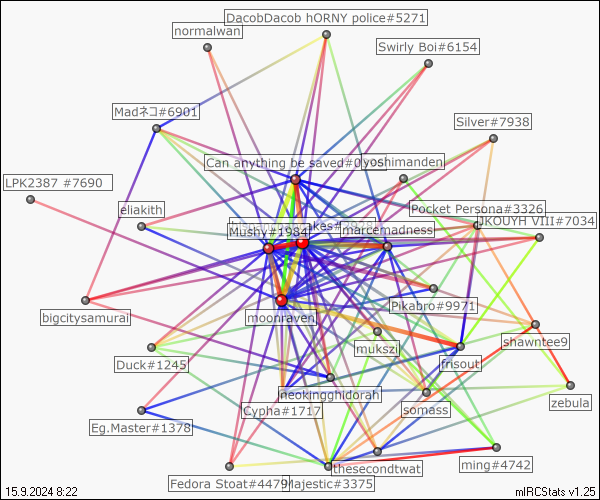 DacobDacob hORNY police#5271
normalwan
Swirly Boi#6154
Madネコ#6901
Silver#7938
Can anything be saved#0
yoshimanden
LPK2387 #7690
eliakith
Pocket Persona#3326
JKOUYH VIII#7034
Mushy#1984
marcemadness
Pikabro#9971
bigcitysamurai
moonraven
mukszi
shawntee9
Duck#1245
frisout
neokingghidorah
zebula
Cypha#1717
somass
Eg.Master#1378
thesecondtwat
ming#4742
Fedora Stoat#4479
Majestic#3375
15.9.2024 8:22
mIRCStats v1.25